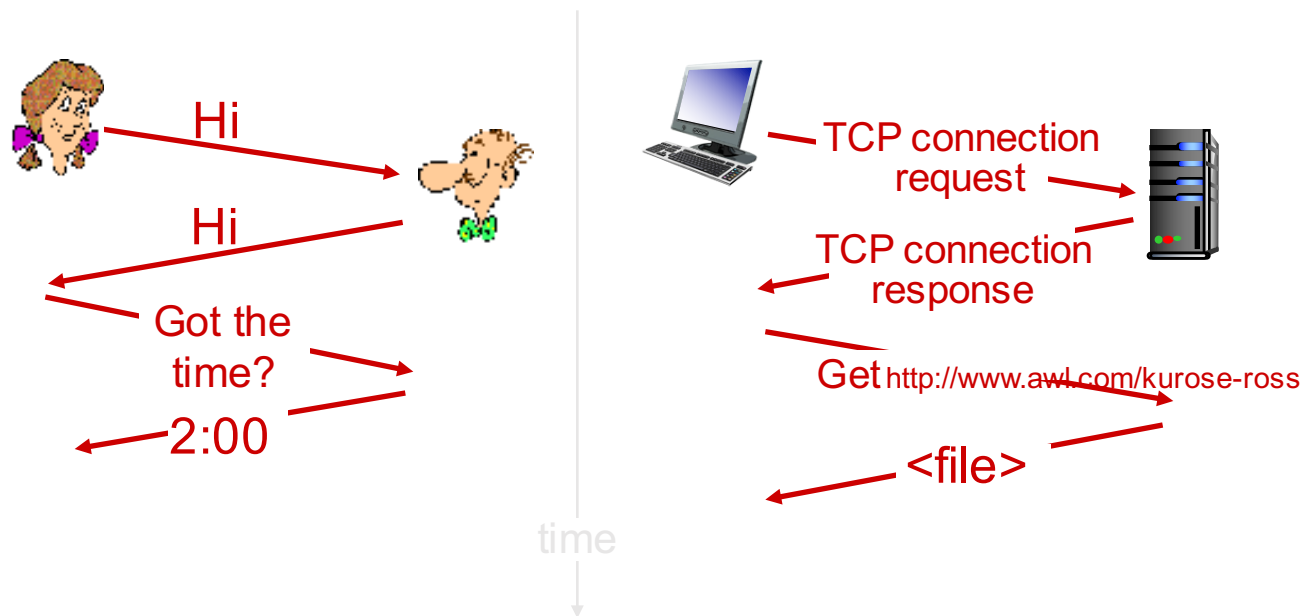 Hi
Hi
Got the
time?
2:00
TCP connection
request
TCP connection
response
Get http://www.awl.com/kurose-ross
<file>
time